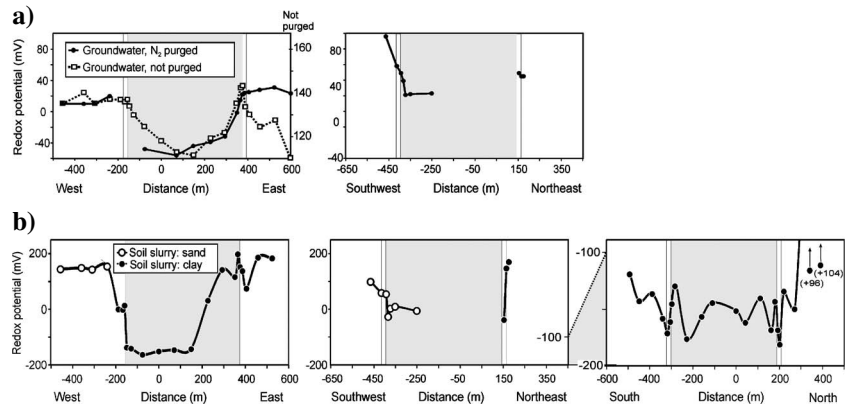 a)
Not
purged
Redox potential (mV)
80
40
0
-40
160
140
110
Groundwater, N2 purged
Groundwater, not purged
-600 -400 -200 0 200 400 600
West Distance (m) East
80
40
0
0
40
-650 -450 -250 -50 150 350
Southwest Distance (m) Northeast
b)
Redox potential (mV)
200
0
-200
Soil slurry: sand
Soil slurry: clay
-600 -400 -200 0 200 400 600
West Distance (m) East
200
0
-200
-650 -450 -250 -50 150 350
Southwest Distance (m) Northeast
-100
-100
-200
(+96)
(+104)
-600 -400 -200 0 200 400
South Distance (m) North